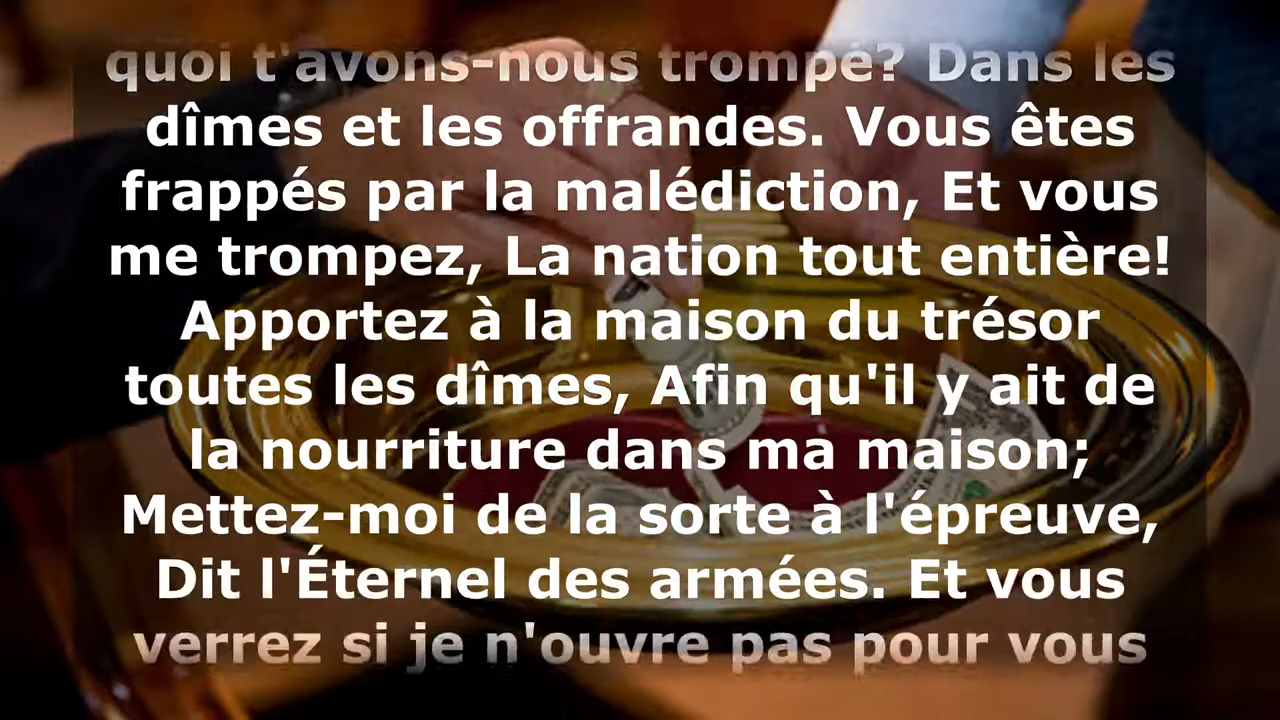 quoi t'avons-nous trompé? Dans les
dîmes et les offrandes. Vous êtes
frappés par la malédiction, Et vous
me trompez, La nation tout entière!
Apportez à la maison du trésor
toutes les dîmes, Afin qu'il y ait de
la nourriture dans ma maison;
Mettez-moi de la sorte à l'épreuve,
Dit l'Éternel des armées. Et vous
verrez si je n'ouvre pas pour vous